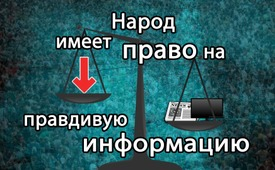 Народ
имеет право на
правдивую
информацию